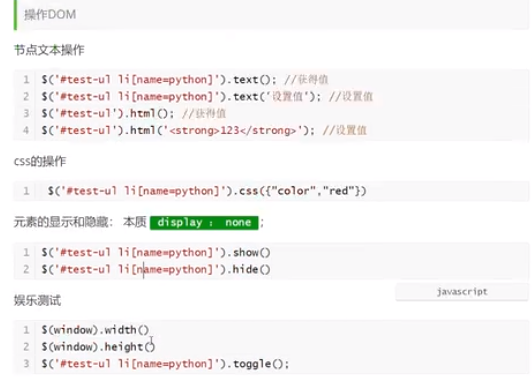 操作DOM
节点文本操作
1 $('#test-ul li[name=python]').text(); //获得值
2 $('#test-ul li[name=python]').text('设置值'); //设置值
3 $('#test-ul').html(); //获得值
4 $('#test-ul').html('<strong>123</strong>'); //设置值
css的操作
1 $('#test-ul li[name=python]').css({"color","red"})
元素的显示和隐藏： 本质 display : none ；
1 $('#test-ul li[name=python]').show()
2 $('#test-ul li[name=python]').hide()
javascript
娱乐测试
1 $(window).width()
2 $(window).height()
3 $('#test-ul li[name=python]').toggle();